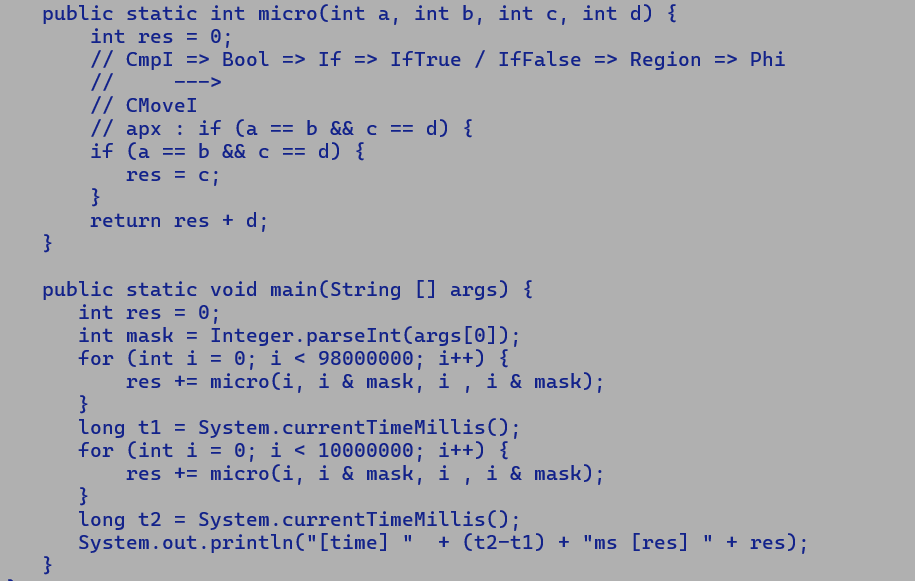 public static int micro(int a, int b, int c, int d) {
    int res = 0;
    // CmpI => Bool => If => IfTrue / IfFalse => Region => Phi
    //     --->
    // CMoveI
    // apx : if (a == b && c == d) {
    if (a == b && c == d) {
       res = c;
    }
    return res + d;
}

public static void main(String [] args) {
   int res = 0;
   int mask = Integer.parseInt(args[0]);
   for (int i = 0; i < 98000000; i++) {
       res += micro(i, i & mask, i , i & mask);
   }
   long t1 = System.currentTimeMillis();
   for (int i = 0; i < 10000000; i++) {
       res += micro(i, i & mask, i , i & mask);
   }
   long t2 = System.currentTimeMillis();
   System.out.println("[time] "  + (t2-t1) + "ms [res] " + res);
}